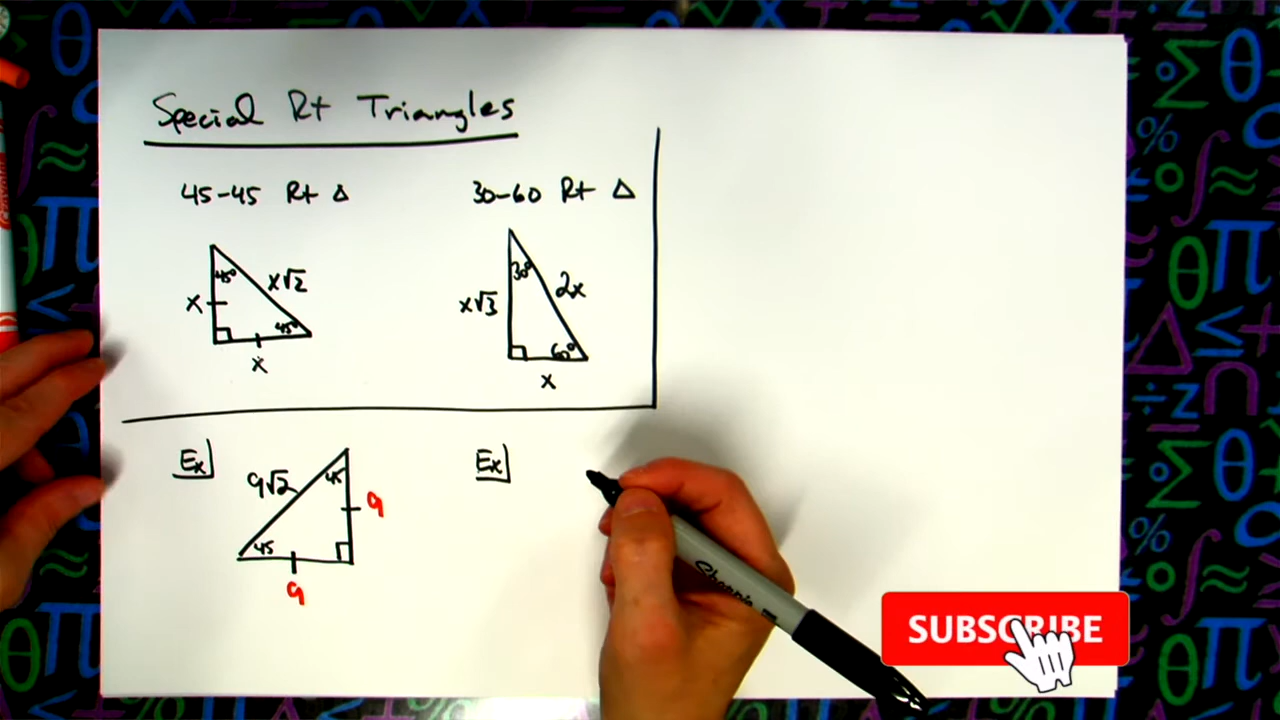 Special Rt Triangles
45-45 Rt Δ
30-60 Rt Δ
45°
x√2
x
45°
x
30°
x√3
2x
60°
x
Ex
9√2
45
9
45
9
Ex
Sharpie
SUBSCRIBE